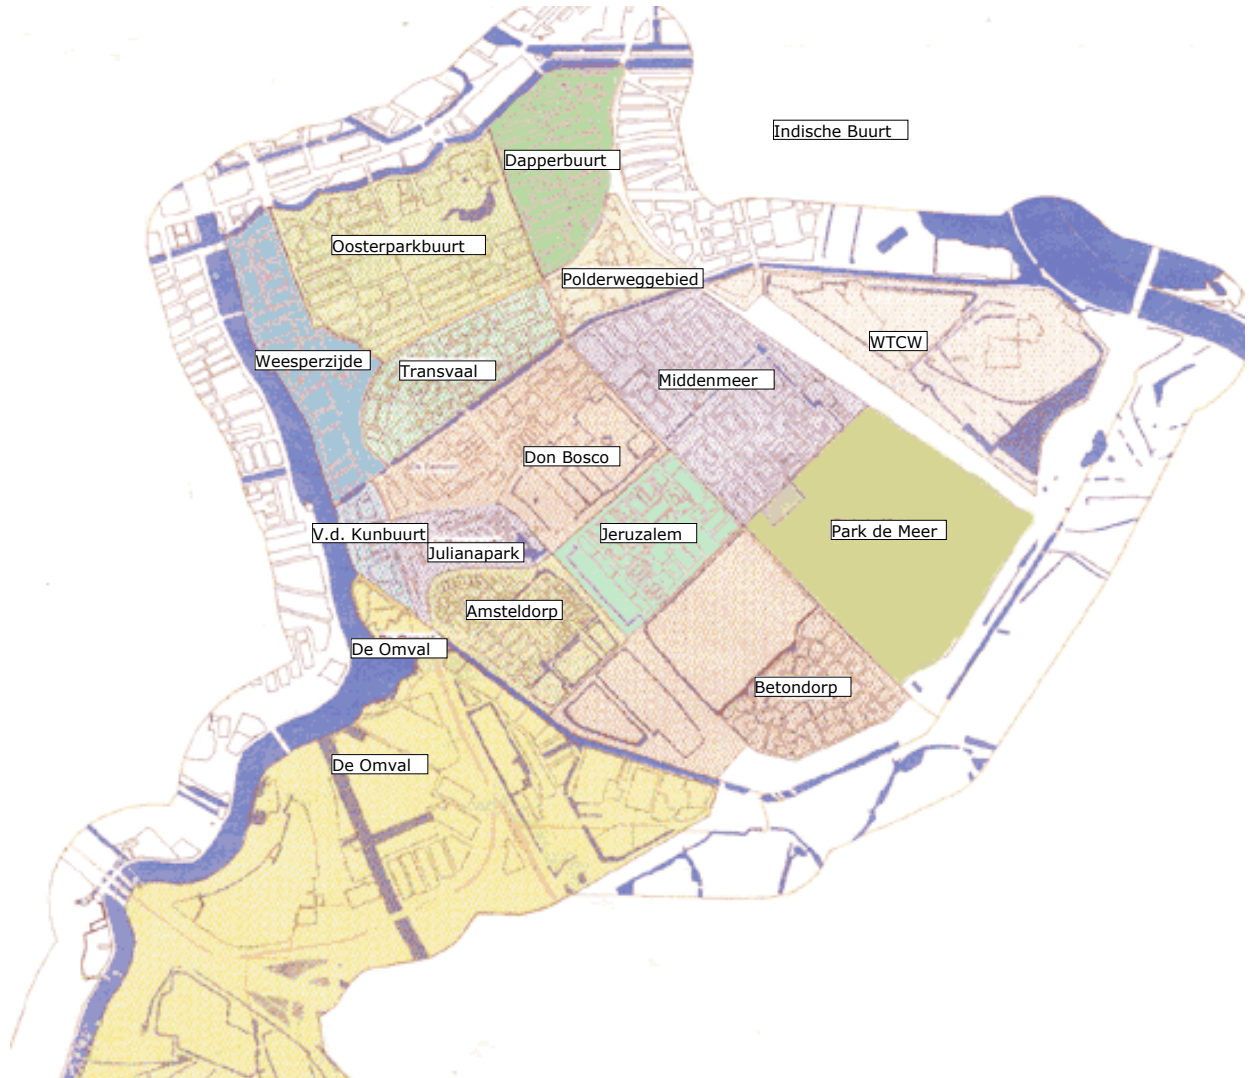 Indische Buurt
Dapperbuurt
Oosterparkbuurt
Polderweggebied
WTCW
Weesperzijde
Transvaal
Middenmeer
Don Bosco
V.d. Kunbuurt
Jeruzalem
Park de Meer
Julianapark
Amsteldorp
De Omval
Betondorp
De Omval